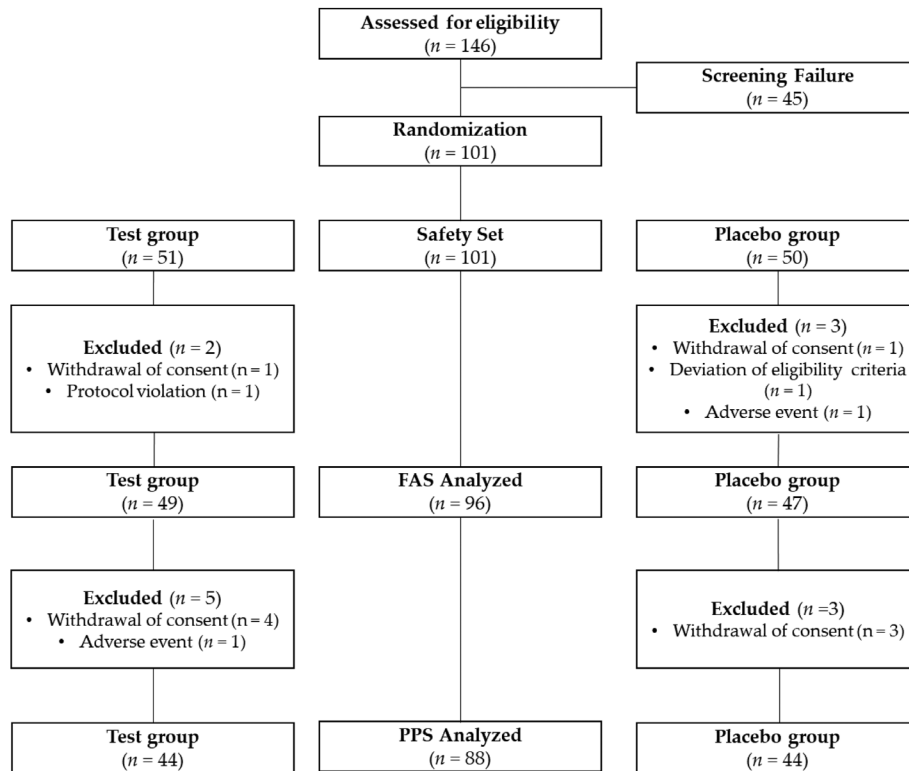 Assessed for eligibility
(n = 146)
Screening Failure
(n = 45)
Randomization
(n = 101)
Test group
(n = 51)
Safety Set
(n = 101)
Placebo group
(n = 50)
Excluded (n = 2)
• Withdrawal of consent (n = 1)
• Protocol violation (n = 1)
Excluded (n = 3)
• Withdrawal of consent (n = 1)
• Deviation of eligibility criteria
(n = 1)
• Adverse event (n = 1)
Test group
(n = 49)
FAS Analyzed
(n = 96)
Placebo group
(n = 47)
Excluded (n = 5)
• Withdrawal of consent (n = 4)
• Adverse event (n = 1)
Excluded (n =3)
• Withdrawal of consent (n = 3)
Test group
(n = 44)
PPS Analyzed
(n = 88)
Placebo group
(n = 44)